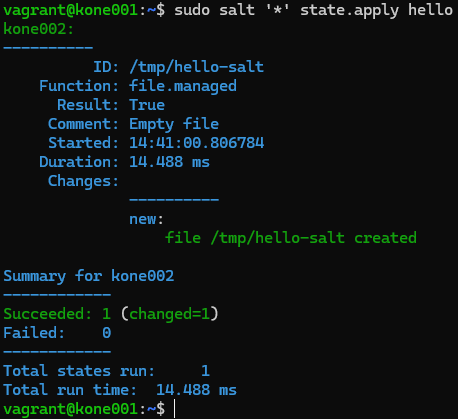 vagrant@kone001:~$ sudo salt '*' state.apply hello
kone002:
----------
          ID: /tmp/hello-salt
    Function: file.managed
      Result: True
     Comment: Empty file
     Started: 14:41:00.806784
    Duration: 14.488 ms
     Changes:
              ----------
              new:
                  file /tmp/hello-salt created

Summary for kone002
------------
Succeeded: 1 (changed=1)
Failed:    0
------------
Total states run:     1
Total run time:  14.488 ms
vagrant@kone001:~$